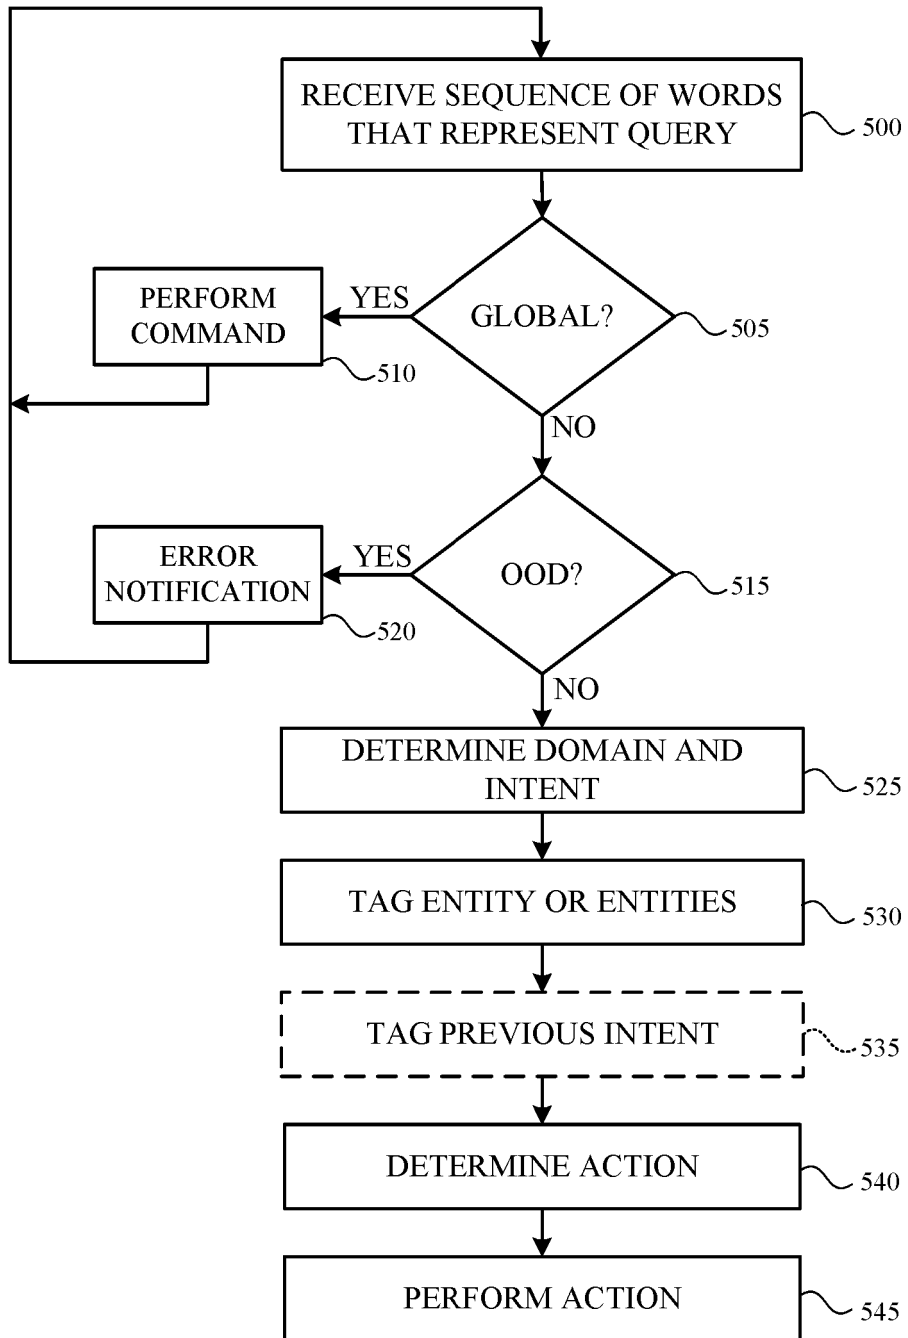 RECEIVE SEQUENCE OF WORDS
THAT REPRESENT QUERY
500
GLOBAL?
505
YES
PERFORM
COMMAND
510
NO
OOD?
515
YES
ERROR
NOTIFICATION
520
NO
DETERMINE DOMAIN AND
INTENT
525
TAG ENTITY OR ENTITIES
530
TAG PREVIOUS INTENT
535
DETERMINE ACTION
540
PERFORM ACTION
545